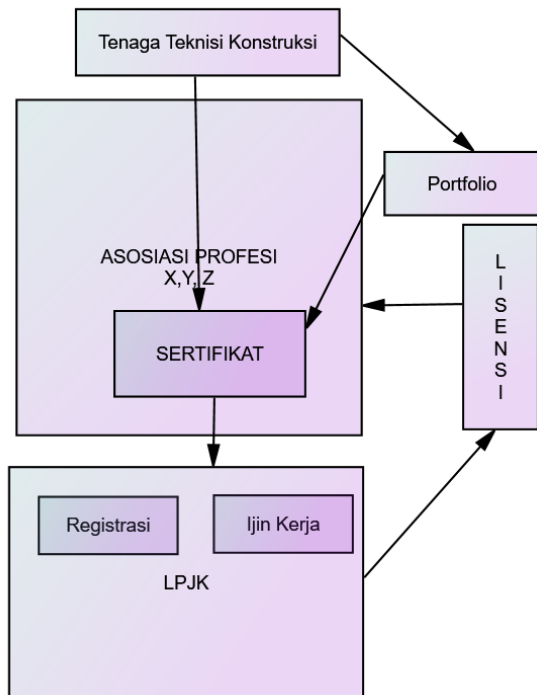 Tenaga Teknisi Konstruksi
Portfolio
ASOSIASI PROFESI
X,Y, Z
L
I
S
E
N
S
I
SERTIFIKAT
Registrasi
Ijin Kerja
LPJK